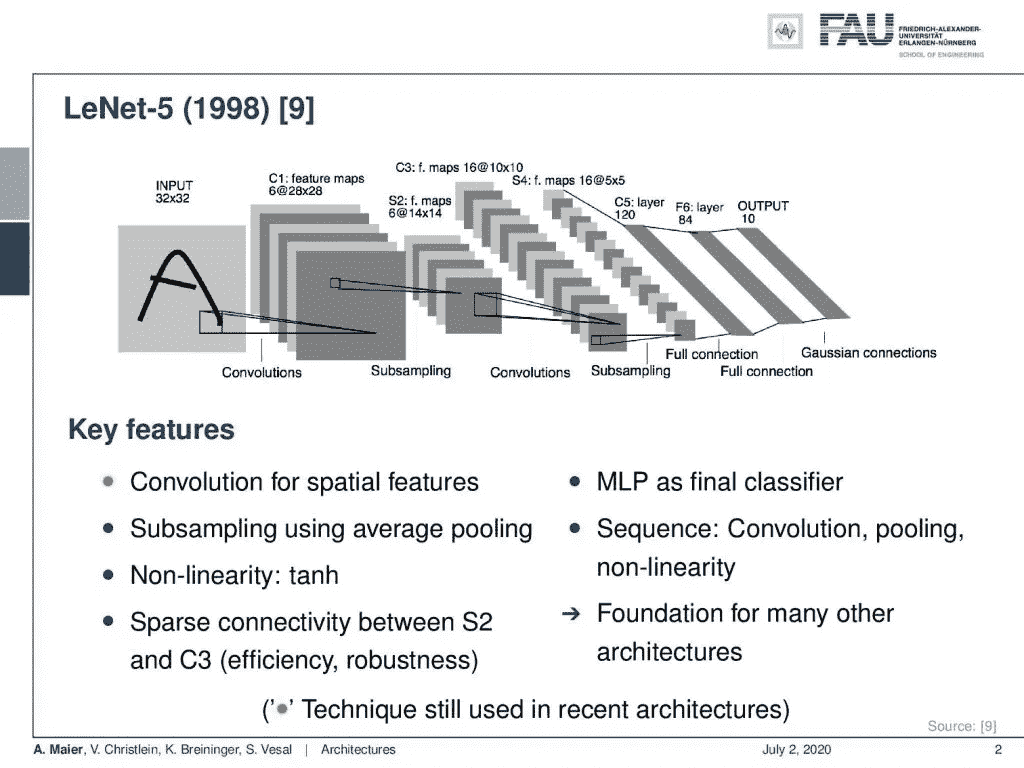 FAU
FRIEDRICH-ALEXANDER-
UNIVERSITÄT
ERLANGEN-NÜRNBERG
SCHOOL OF ENGINEERING
LeNet-5 (1998) [9]
INPUT
32x32
C1: feature maps
6@28x28
S2: f. maps
6@14x14
C3: f. maps 16@10x10
S4: f. maps 16@5x5
C5: layer
120
F6: layer
84
OUTPUT
10
A
Convolutions
Subsampling
Convolutions
Subsampling
Full connection
Full connection
Gaussian connections
Key features
• Convolution for spatial features
• Subsampling using average pooling
• Non-linearity: tanh
• Sparse connectivity between S2
and C3 (efficiency, robustness)
• MLP as final classifier
• Sequence: Convolution, pooling,
non-linearity
➔ Foundation for many other
architectures
('•' Technique still used in recent architectures)
Source: [9]
A. Maier, V. Christlein, K. Breininger, S. Vesal | Architectures
July 2, 2020
2